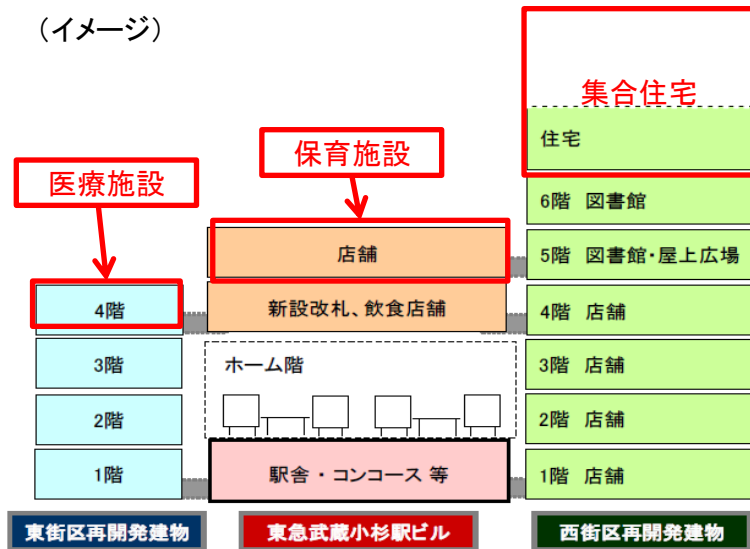 （イメージ）
集合住宅
住宅
保育施設
医療施設
6階 図書館
店舗
5階 図書館・屋上広場
4階
新設改札、飲食店舗
4階 店舗
3階
ホーム階
3階 店舗
2階
2階 店舗
1階
駅舎・コンコース 等
1階 店舗
東街区再開発建物
東急武蔵小杉駅ビル
西街区再開発建物